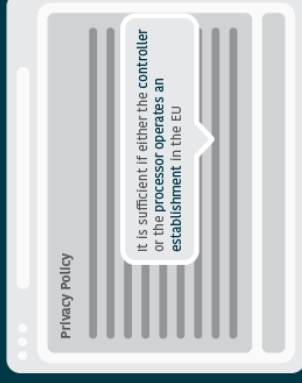 Privacy Policy
It is sufficient if either the controller
or the processor operates an
establishment in the EU